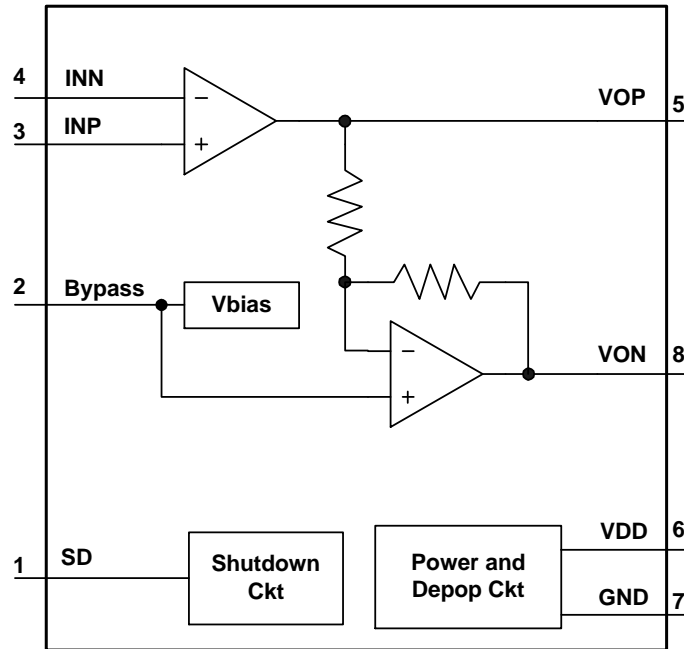 4 INN
3 INP
−
+
VOP 5
2 Bypass
Vbias
−
+
VON 8
1 SD
Shutdown
Ckt
Power and
Depop Ckt
VDD 6
GND 7